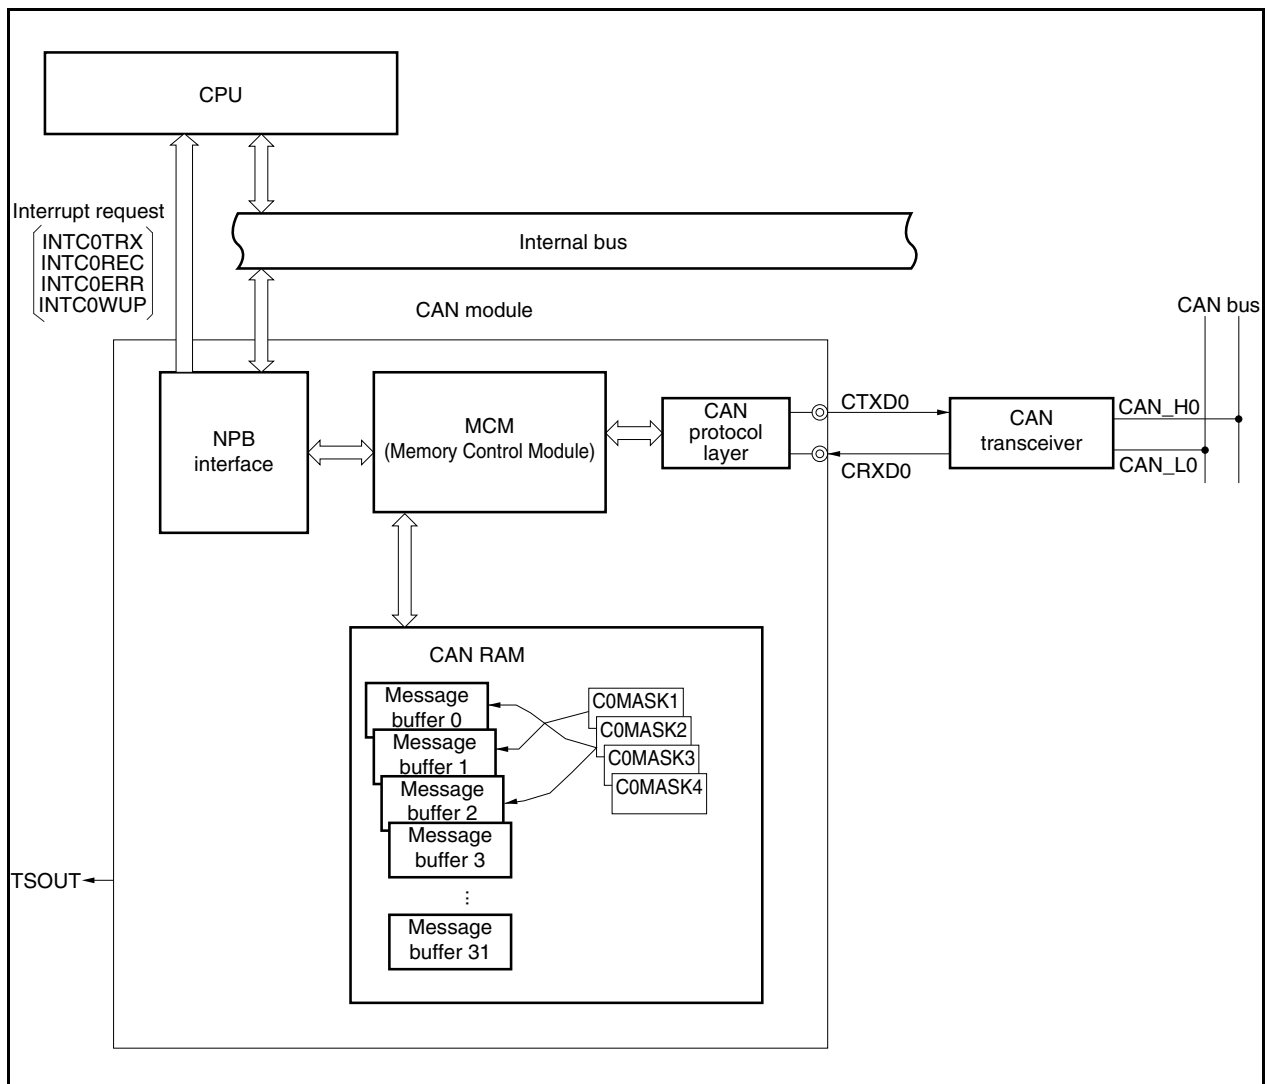 CPU
Interrupt request
INTC0TRX
INTC0REC
INTC0ERR
INTC0WUP
Internal bus
CAN module
CAN bus
NPB
interface
MCM
(Memory Control Module)
CAN
protocol
layer
CTXD0
CRXD0
CAN
transceiver
CAN_H0
CAN_L0
CAN RAM
Message
buffer 0
Message
buffer 1
Message
buffer 2
Message
buffer 3
...
Message
buffer 31
C0MASK1
C0MASK2
C0MASK3
C0MASK4
TSOUT